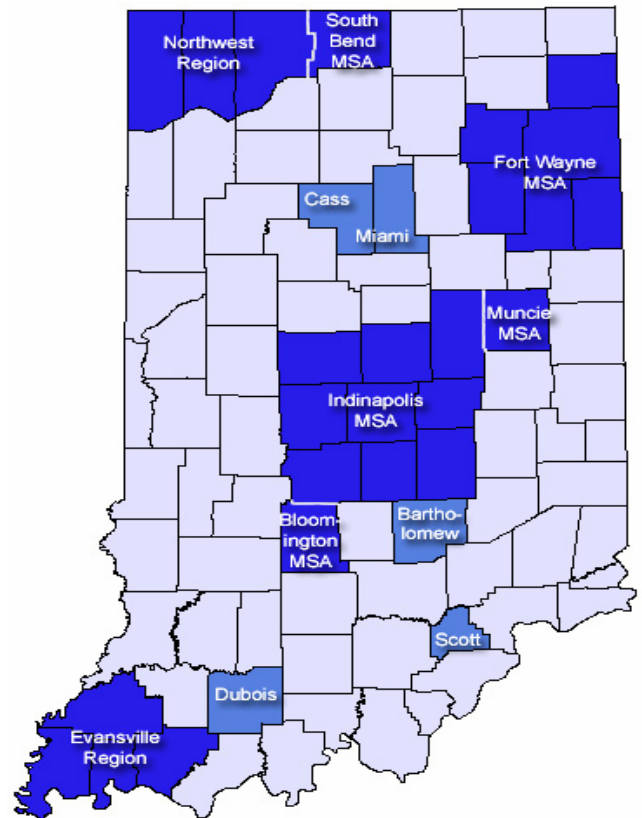 Northwest
Region
South
Bend
MSA
Fort Wayne
MSA
Cass
Miami
Muncie
MSA
Indinapolis
MSA
Bloom-
ington
MSA
Bartho-
lomew
Scott
Dubois
Evansville
Region